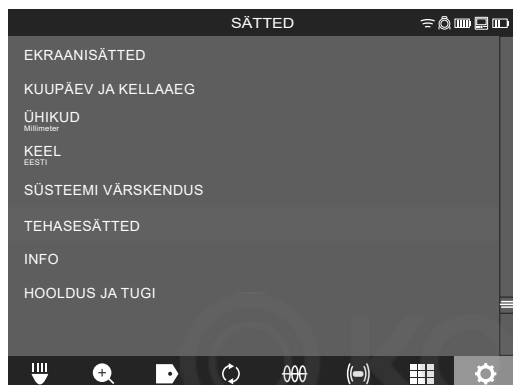 SÄTTED
EKRAANISÄTTED
KUUPÄEV JA KELLAAEG
ÜHIKUD
Millimeter
KEEL
EESTI
SÜSTEEMI VÄRSKENDUS
TEHASESÄTTED
INFO
HOOLDUS JA TUGI